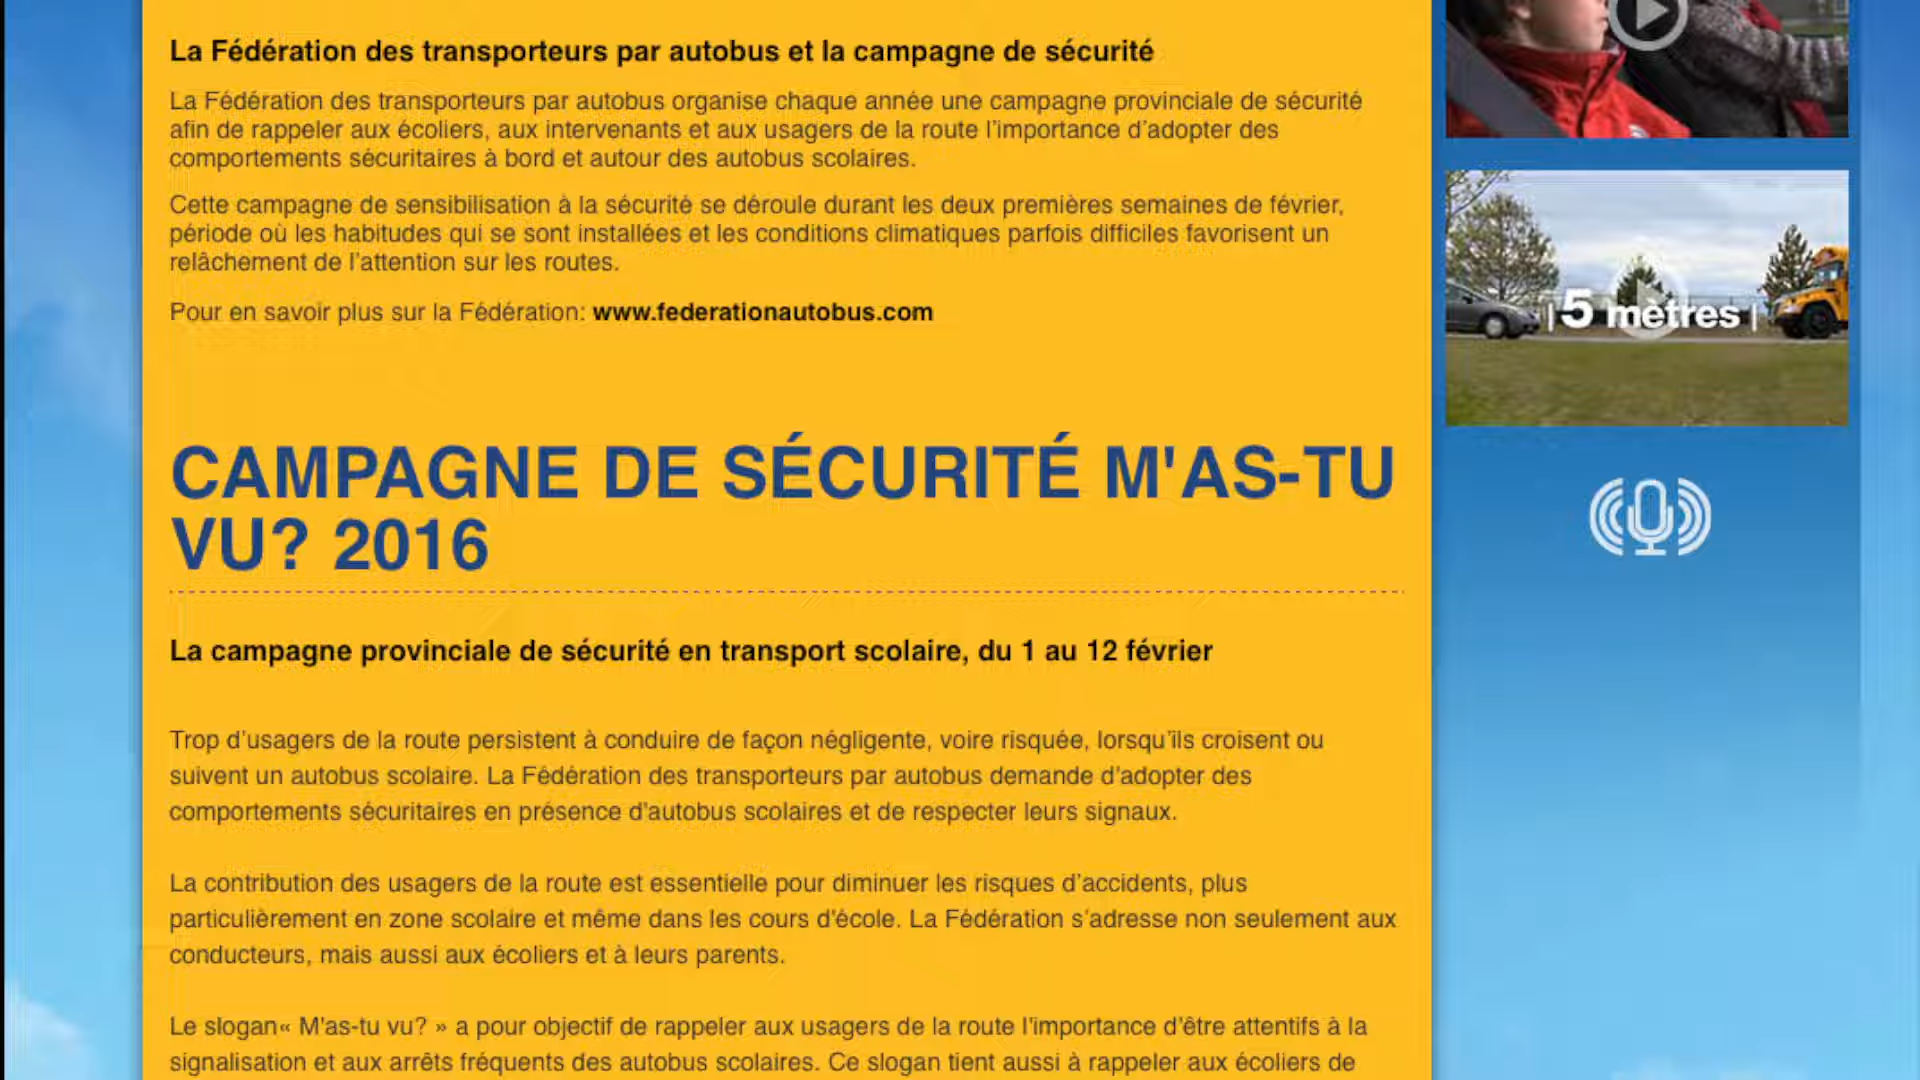 La Fédération des transporteurs par autobus et la campagne de sécurité
La Fédération des transporteurs par autobus organise chaque année une campagne provinciale de sécurité
afin de rappeler aux écoliers, aux intervenants et aux usagers de la route l’importance d’adopter des
comportements sécuritaires à bord et autour des autobus scolaires.
Cette campagne de sensibilisation à la sécurité se déroule durant les deux premières semaines de février,
période où les habitudes qui se sont installées et les conditions climatiques parfois difficiles favorisent un
relâchement de l’attention sur les routes.
Pour en savoir plus sur la Fédération: www.federationautobus.com
5 mètres
CAMPAGNE DE SÉCURITÉ M'AS-TU
VU? 2016
La campagne provinciale de sécurité en transport scolaire, du 1 au 12 février
Trop d’usagers de la route persistent à conduire de façon négligente, voire risquée, lorsqu’ils croisent ou
suivent un autobus scolaire. La Fédération des transporteurs par autobus demande d’adopter des
comportements sécuritaires en présence d'autobus scolaires et de respecter leurs signaux.
La contribution des usagers de la route est essentielle pour diminuer les risques d’accidents, plus
particulièrement en zone scolaire et même dans les cours d'école. La Fédération s’adresse non seulement aux
conducteurs, mais aussi aux écoliers et à leurs parents.
Le slogan« M'as-tu vu? » a pour objectif de rappeler aux usagers de la route l'importance d'être attentifs à la
signalisation et aux arrêts fréquents des autobus scolaires. Ce slogan tient aussi à rappeler aux écoliers de